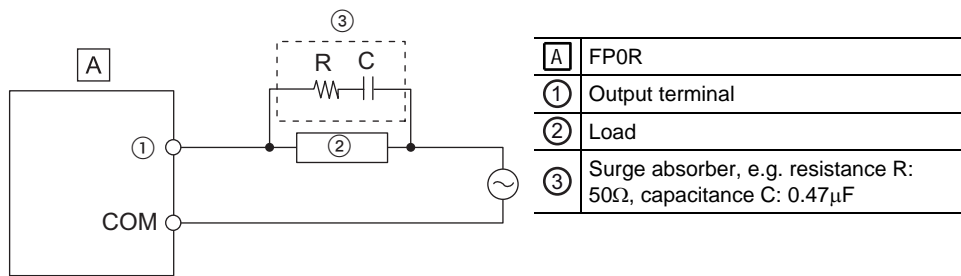 ③
A
R C
①
②
COM
A FP0R
① Output terminal
② Load
③ Surge absorber, e.g. resistance R:
50Ω, capacitance C: 0.47μF